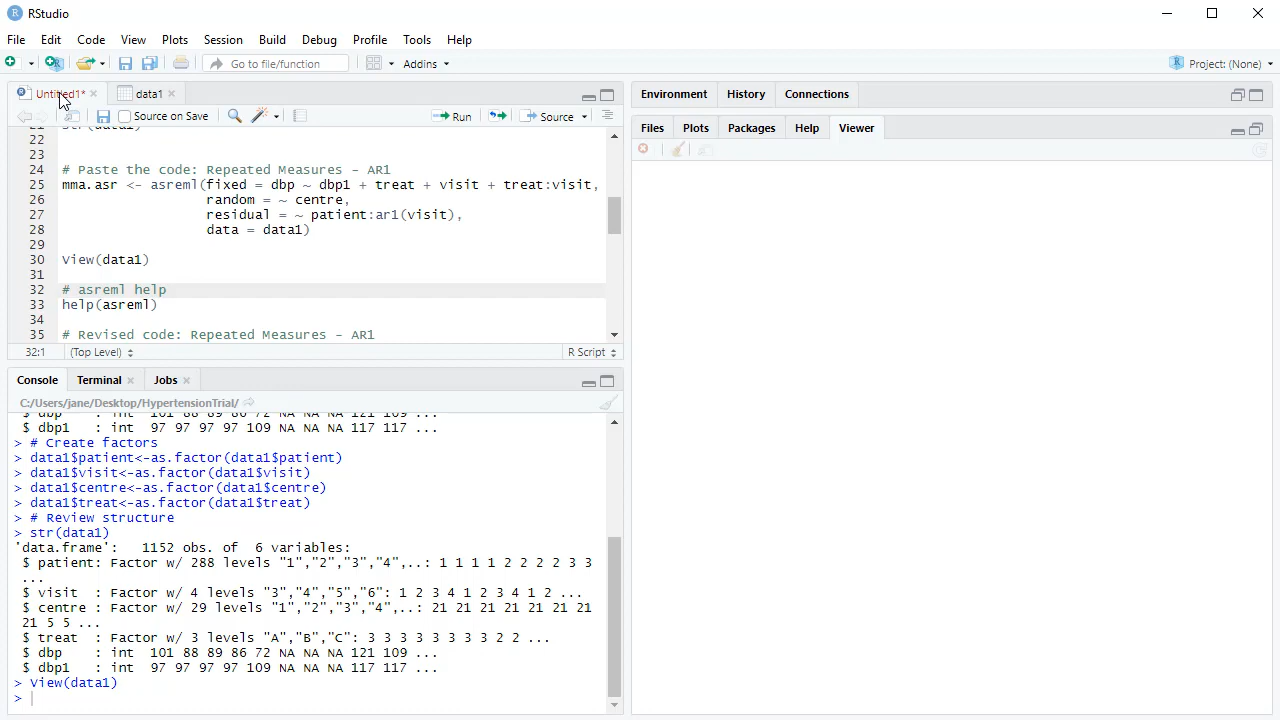 RStudio
File Edit Code View Plots Session Build Debug Profile Tools Help
Go to file/function Addins Project: (None)
Untitled1* data1
Source on Save Run Source
22
23
24 # Paste the code: Repeated Measures - AR1
25 mma.asr <- asreml(fixed = dbp ~ dbp1 + treat + visit + treat:visit,
26 random = ~ centre,
27 residual = ~ patient:ar1(visit),
28 data = data1)
29
30 View(data1)
31
32 # asreml help
33 help(asreml)
34
35 # Revised code: Repeated Measures - AR1
32:1 (Top Level) R Script
Console Terminal Jobs
C:/Users/jane/Desktop/HypertensionTrial/
$ dbp : int 101 88 89 86 72 NA NA NA 121 109 ...
$ dbp1 : int 97 97 97 97 109 NA NA NA 117 117 ...
> # Create factors
> data1$patient<-as.factor(data1$patient)
> data1$visit<-as.factor(data1$visit)
> data1$centre<-as.factor(data1$centre)
> data1$treat<-as.factor(data1$treat)
> # Review structure
> str(data1)
'data.frame': 1152 obs. of 6 variables:
$ patient: Factor w/ 288 levels "1","2","3","4",..: 1 1 1 1 2 2 2 2 3 3
...
$ visit : Factor w/ 4 levels "3","4","5","6": 1 2 3 4 1 2 3 4 1 2 ...
$ centre : Factor w/ 29 levels "1","2","3","4",..: 21 21 21 21 21 21 21
21 5 5 ...
$ treat : Factor w/ 3 levels "A","B","C": 3 3 3 3 3 3 3 3 2 2 ...
$ dbp : int 101 88 89 86 72 NA NA NA 121 109 ...
$ dbp1 : int 97 97 97 97 109 NA NA NA 117 117 ...
> View(data1)
>
Environment History Connections
Files Plots Packages Help Viewer